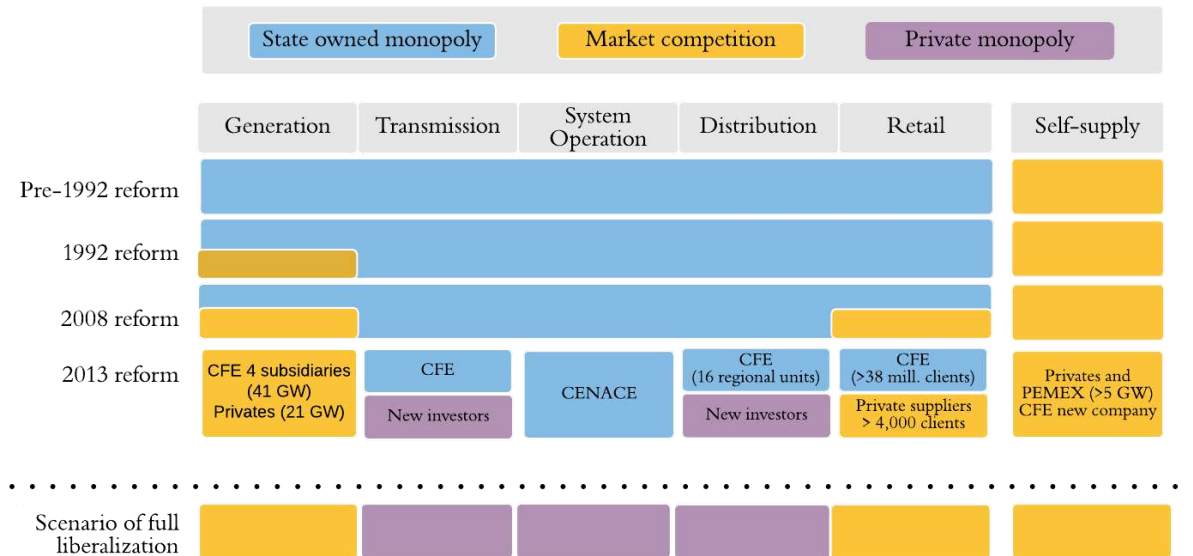 State owned monopoly
Market competition
Private monopoly
Generation
Transmission
System
Operation
Distribution
Retail
Self-supply
Pre-1992 reform
1992 reform
2008 reform
2013 reform
CFE 4 subsidiaries
(41 GW)
Privates (21 GW)
CFE
New investors
CENACE
CFE
(16 regional units)
New investors
CFE
(>38 mill. clients)
Private suppliers
> 4,000 clients
Privates and
PEMEX (>5 GW)
CFE new company
Scenario of full
liberalization